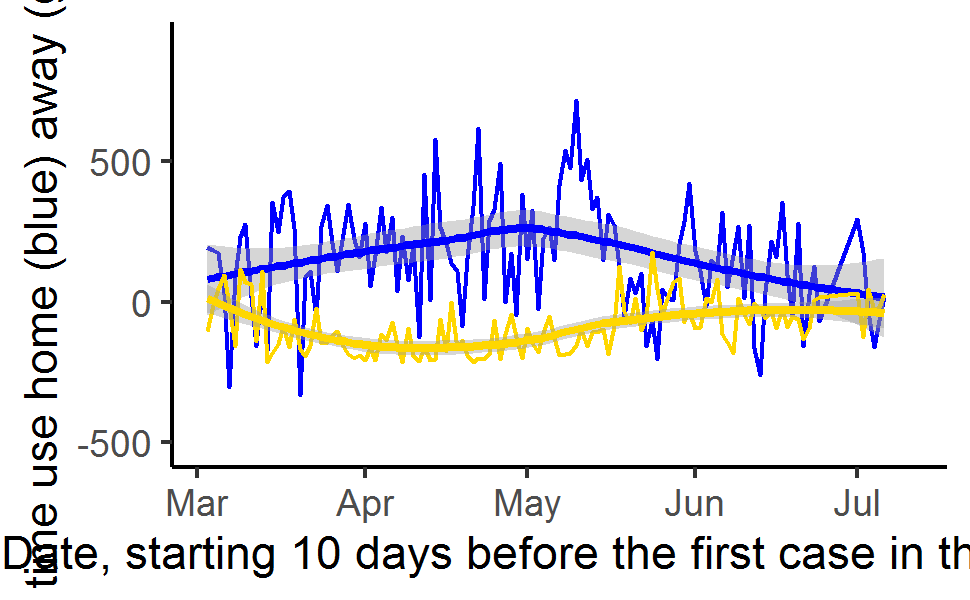 time use home (blue) away (
500
0
-500
Mar Apr May Jun Jul
Date, starting 10 days before the first case in th